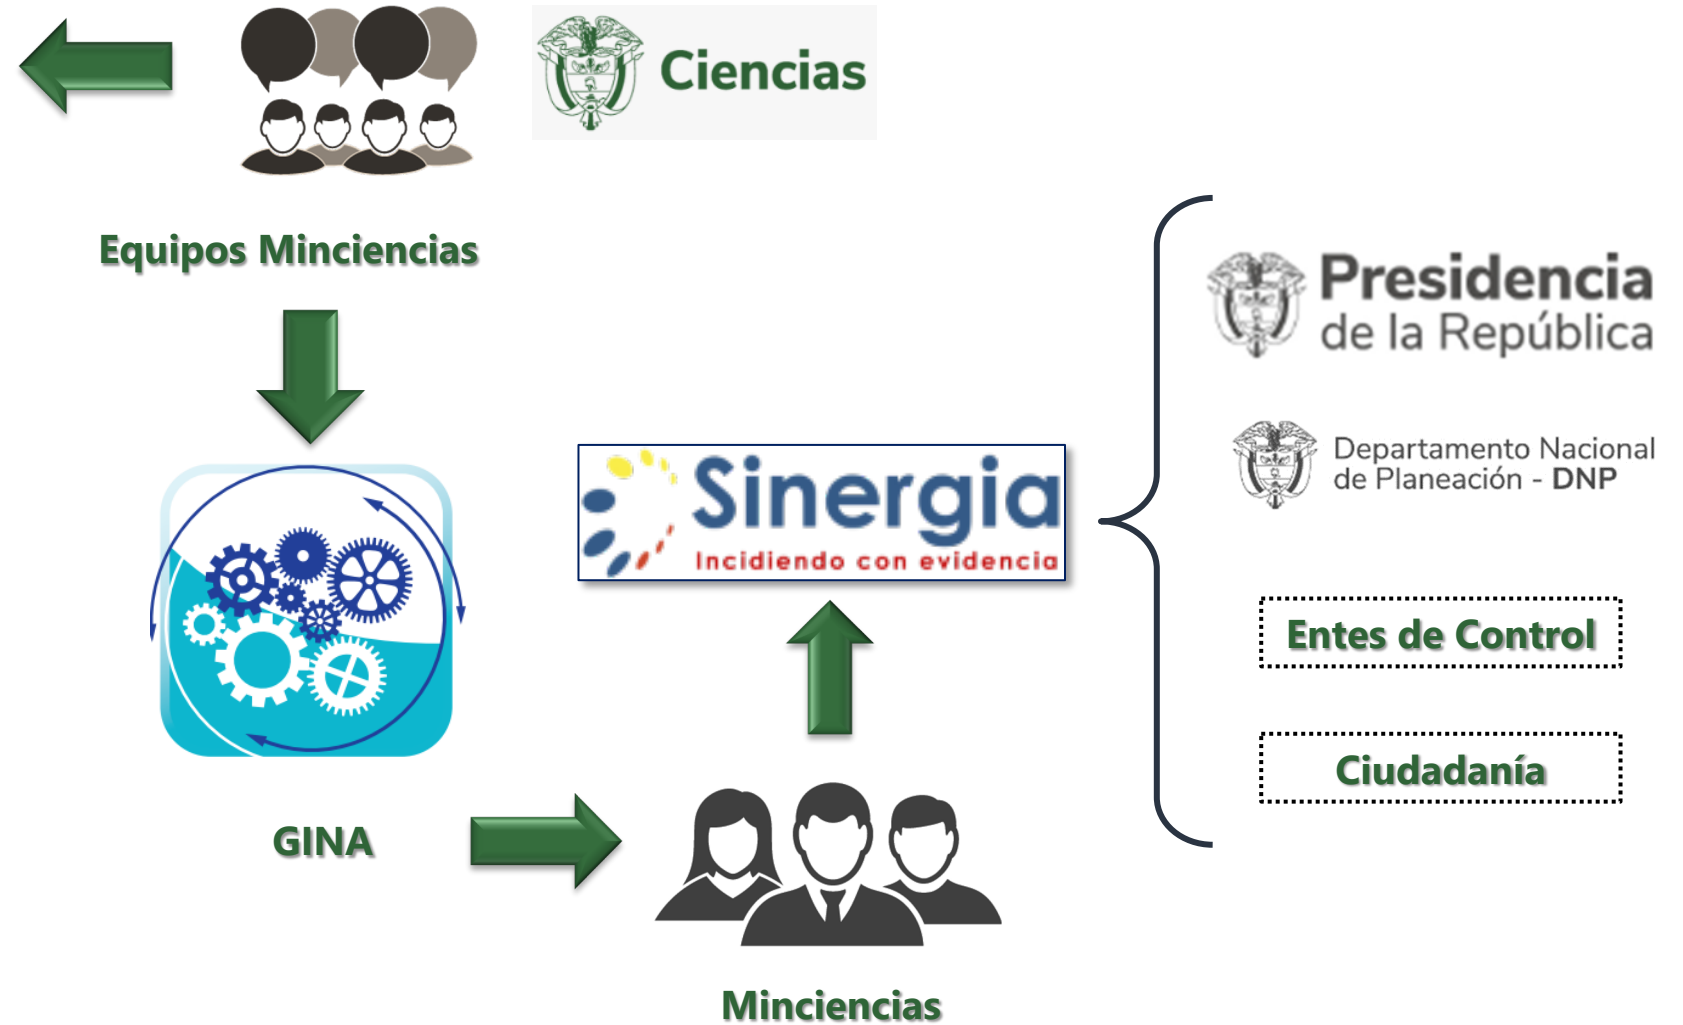 Ciencias
Equipos Minciencias
Presidencia
de la República
Departamento Nacional
de Planeación - DNP
Sinergia
Incidiendo con evidencia
Entes de Control
Ciudadanía
GINA
Minciencias